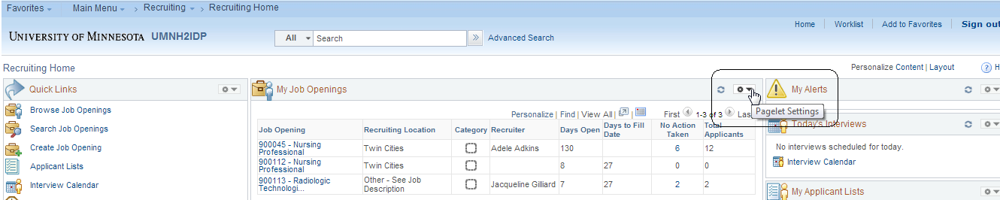 Favorites Main Menu > Recruiting > Recruiting Home
UNIVERSITY OF MINNESOTA UMNH2IDP
All Search Advanced Search
Home Worklist Add to Favorites Sign out
Recruiting Home
Personalize Content | Layout ? H
Quick Links
Browse Job Openings
Search Job Openings
Create Job Opening
Applicant Lists
Interview Calendar
My Job Openings
Pagelet Settings
Personalize | Find | View All | First 1-3 of 3 Las
Job Opening Recruiting Location Category Recruiter Days Open Days to Fill Date No Action Taken Total Applicants
900045 - Nursing Professional Twin Cities Adele Adkins 130 6 12
900112 - Nursing Professional Twin Cities 8 27 0 0
900113 - Radiologic Technologi... Other - See Job Description Jacqueline Gilliard 7 27 2 2
My Alerts
Today's Interviews
No interviews scheduled for today.
Interview Calendar
My Applicant Lists